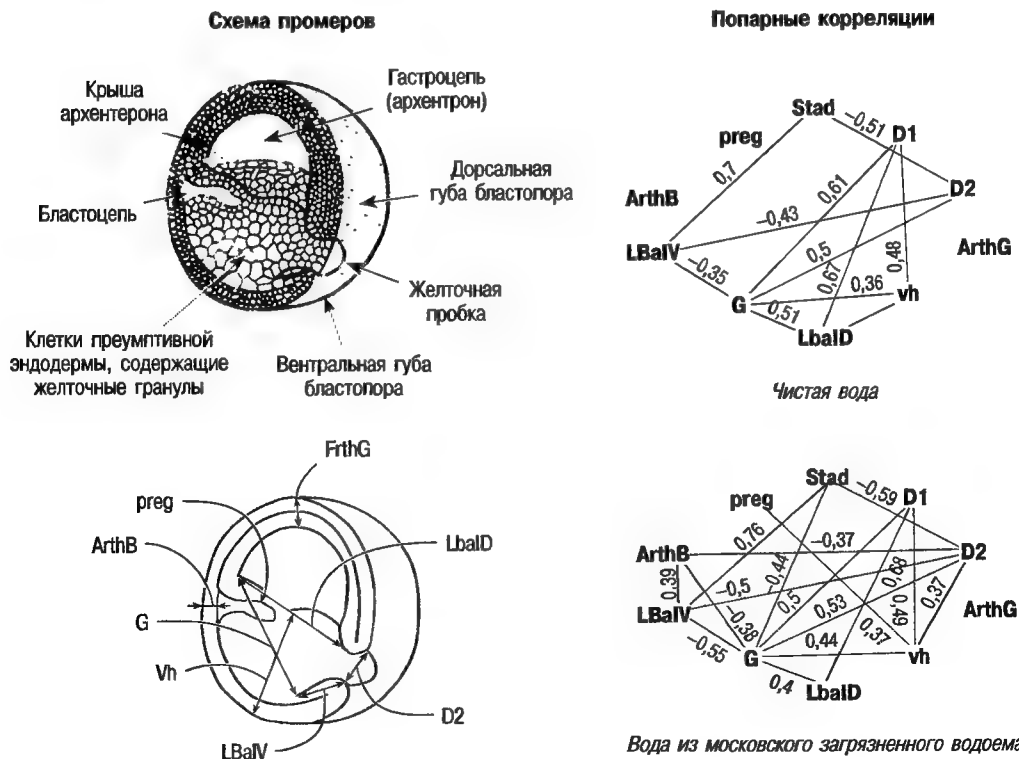 Схема промеров
Крыша
архентерона
Гастроцепь
(архентрон)
Дорсальная
губа бластопора
Бластоцепь
Желточная
пробка
Клетки преумптивной
эндодермы, содержащие
желточные гранулы
Вентральная губа
бластопора
FrthG
preg
ArthB
LbalD
G
Vh
D2
LBalV
Попарные корреляции
Stad
−0,51
D1
preg
0,7
0,61
D2
ArthB
−0,43
LBalV
0,5
ArthG
−0,35
0,67
0,48
G
0,36
vh
0,51
LbalD
Чистая вода
Stad
−0,59
D1
preg
0,76
−0,37
ArthB
D2
0,39
−0,44
0,68
−0,5
0,5
0,53
0,49
0,37
LBalV
ArthG
−0,38
−0,55
0,44
0,37
G
vh
0,4
LbalD
Вода из московского загрязненного водоема